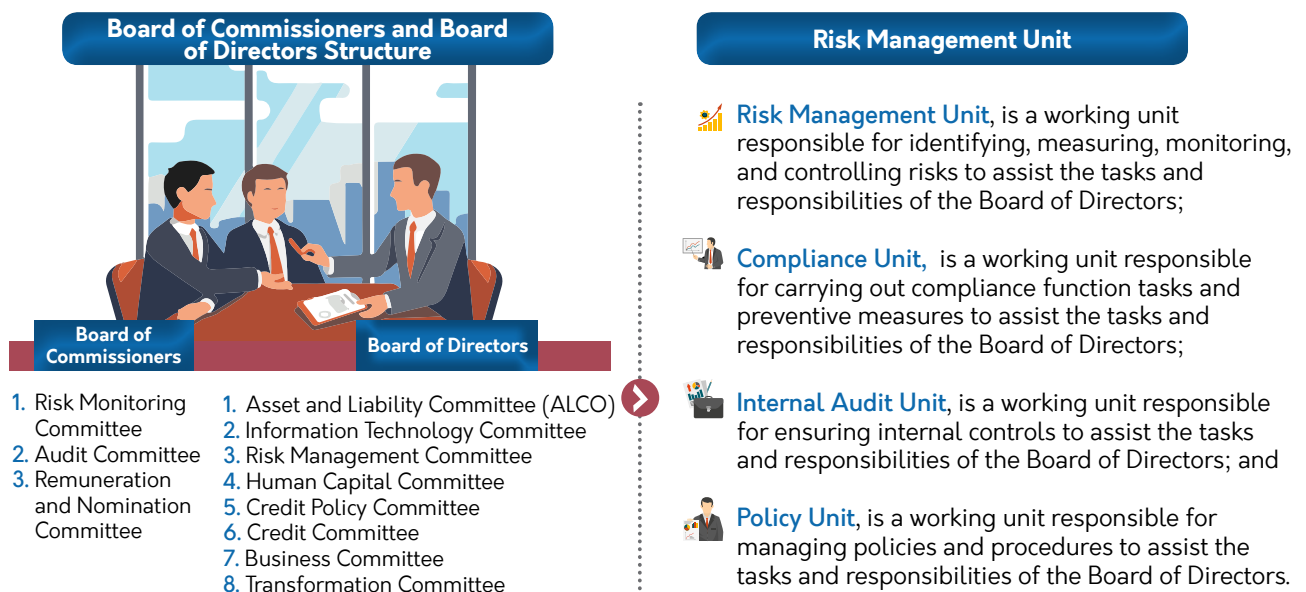 Board of Commissioners and Board
of Directors Structure
Board of
Commissioners
Board of Directors
1. Risk Monitoring
Committee
2. Audit Committee
3. Remuneration
and Nomination
Committee
1. Asset and Liability Committee (ALCO)
2. Information Technology Committee
3. Risk Management Committee
4. Human Capital Committee
5. Credit Policy Committee
6. Credit Committee
7. Business Committee
8. Transformation Committee
Risk Management Unit
Risk Management Unit, is a working unit
responsible for identifying, measuring, monitoring,
and controlling risks to assist the tasks and
responsibilities of the Board of Directors;
Compliance Unit, is a working unit responsible
for carrying out compliance function tasks and
preventive measures to assist the tasks and
responsibilities of the Board of Directors;
Internal Audit Unit, is a working unit responsible
for ensuring internal controls to assist the tasks
and responsibilities of the Board of Directors; and
Policy Unit, is a working unit responsible for
managing policies and procedures to assist the
tasks and responsibilities of the Board of Directors.